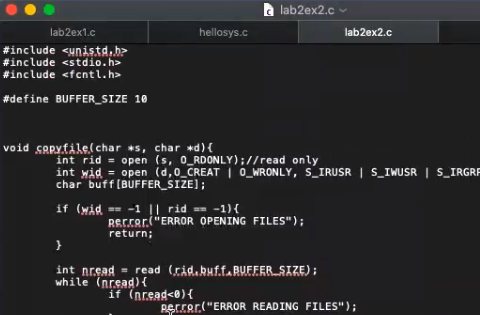 lab2ex2.c
lab2ex1.c hellosys.c lab2ex2.c
#include <unistd.h>
#include <stdio.h>
#include <fcntl.h>
#define BUFFER_SIZE 10
void copyfile(char *s, char *d){
int rid = open (s, O_RDONLY);//read only
int wid = open (d,O_CREAT | O_WRONLY, S_IRUSR | S_IWUSR | S_IRGRP
char buff[BUFFER_SIZE];
if (wid == -1 || rid == -1){
perror("ERROR OPENING FILES");
return;
}
int nread = read (rid,buff,BUFFER_SIZE);
while (nread){
if (nread<0){
perror("ERROR READING FILES");